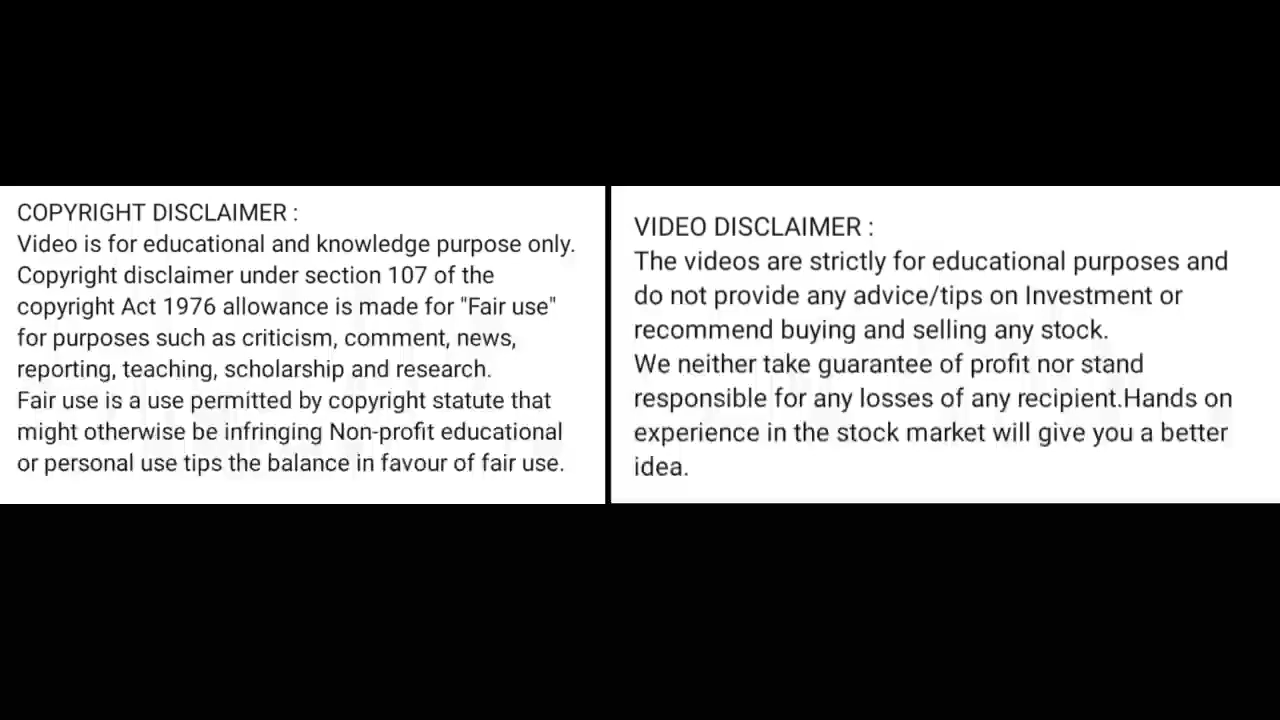 COPYRIGHT DISCLAIMER :
Video is for educational and knowledge purpose only.
Copyright disclaimer under section 107 of the
copyright Act 1976 allowance is made for "Fair use"
for purposes such as criticism, comment, news,
reporting, teaching, scholarship and research.
Fair use is a use permitted by copyright statute that
might otherwise be infringing Non-profit educational
or personal use tips the balance in favour of fair use.
VIDEO DISCLAIMER :
The videos are strictly for educational purposes and
do not provide any advice/tips on Investment or
recommend buying and selling any stock.
We neither take guarantee of profit nor stand
responsible for any losses of any recipient.Hands on
experience in the stock market will give you a better
idea.